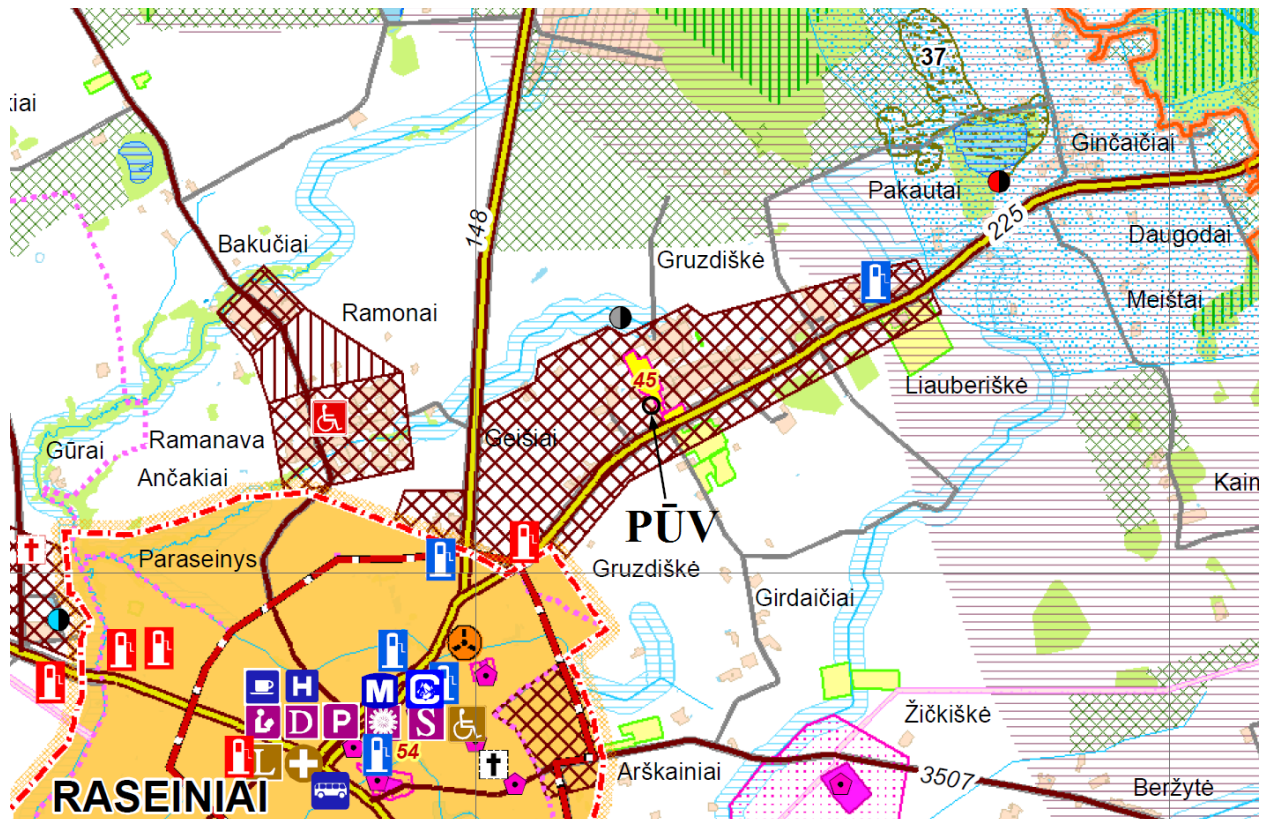 37
kiai
Ginčaičiai
Pakautai
148
225
Bakučiai
Daugodai
Gruzdiškė
Meištai
Ramonai
45
Liauberiškė
Geišiai
Gūrai
Ramanava
Ančakiai
Kain
PŪV
Paraseinys
Gruzdiškė
Girdaičiai
H
M
C
D
P
S
Žičkiškė
L
54
Arškainiai
3507
RASEINIAI
Beržytė